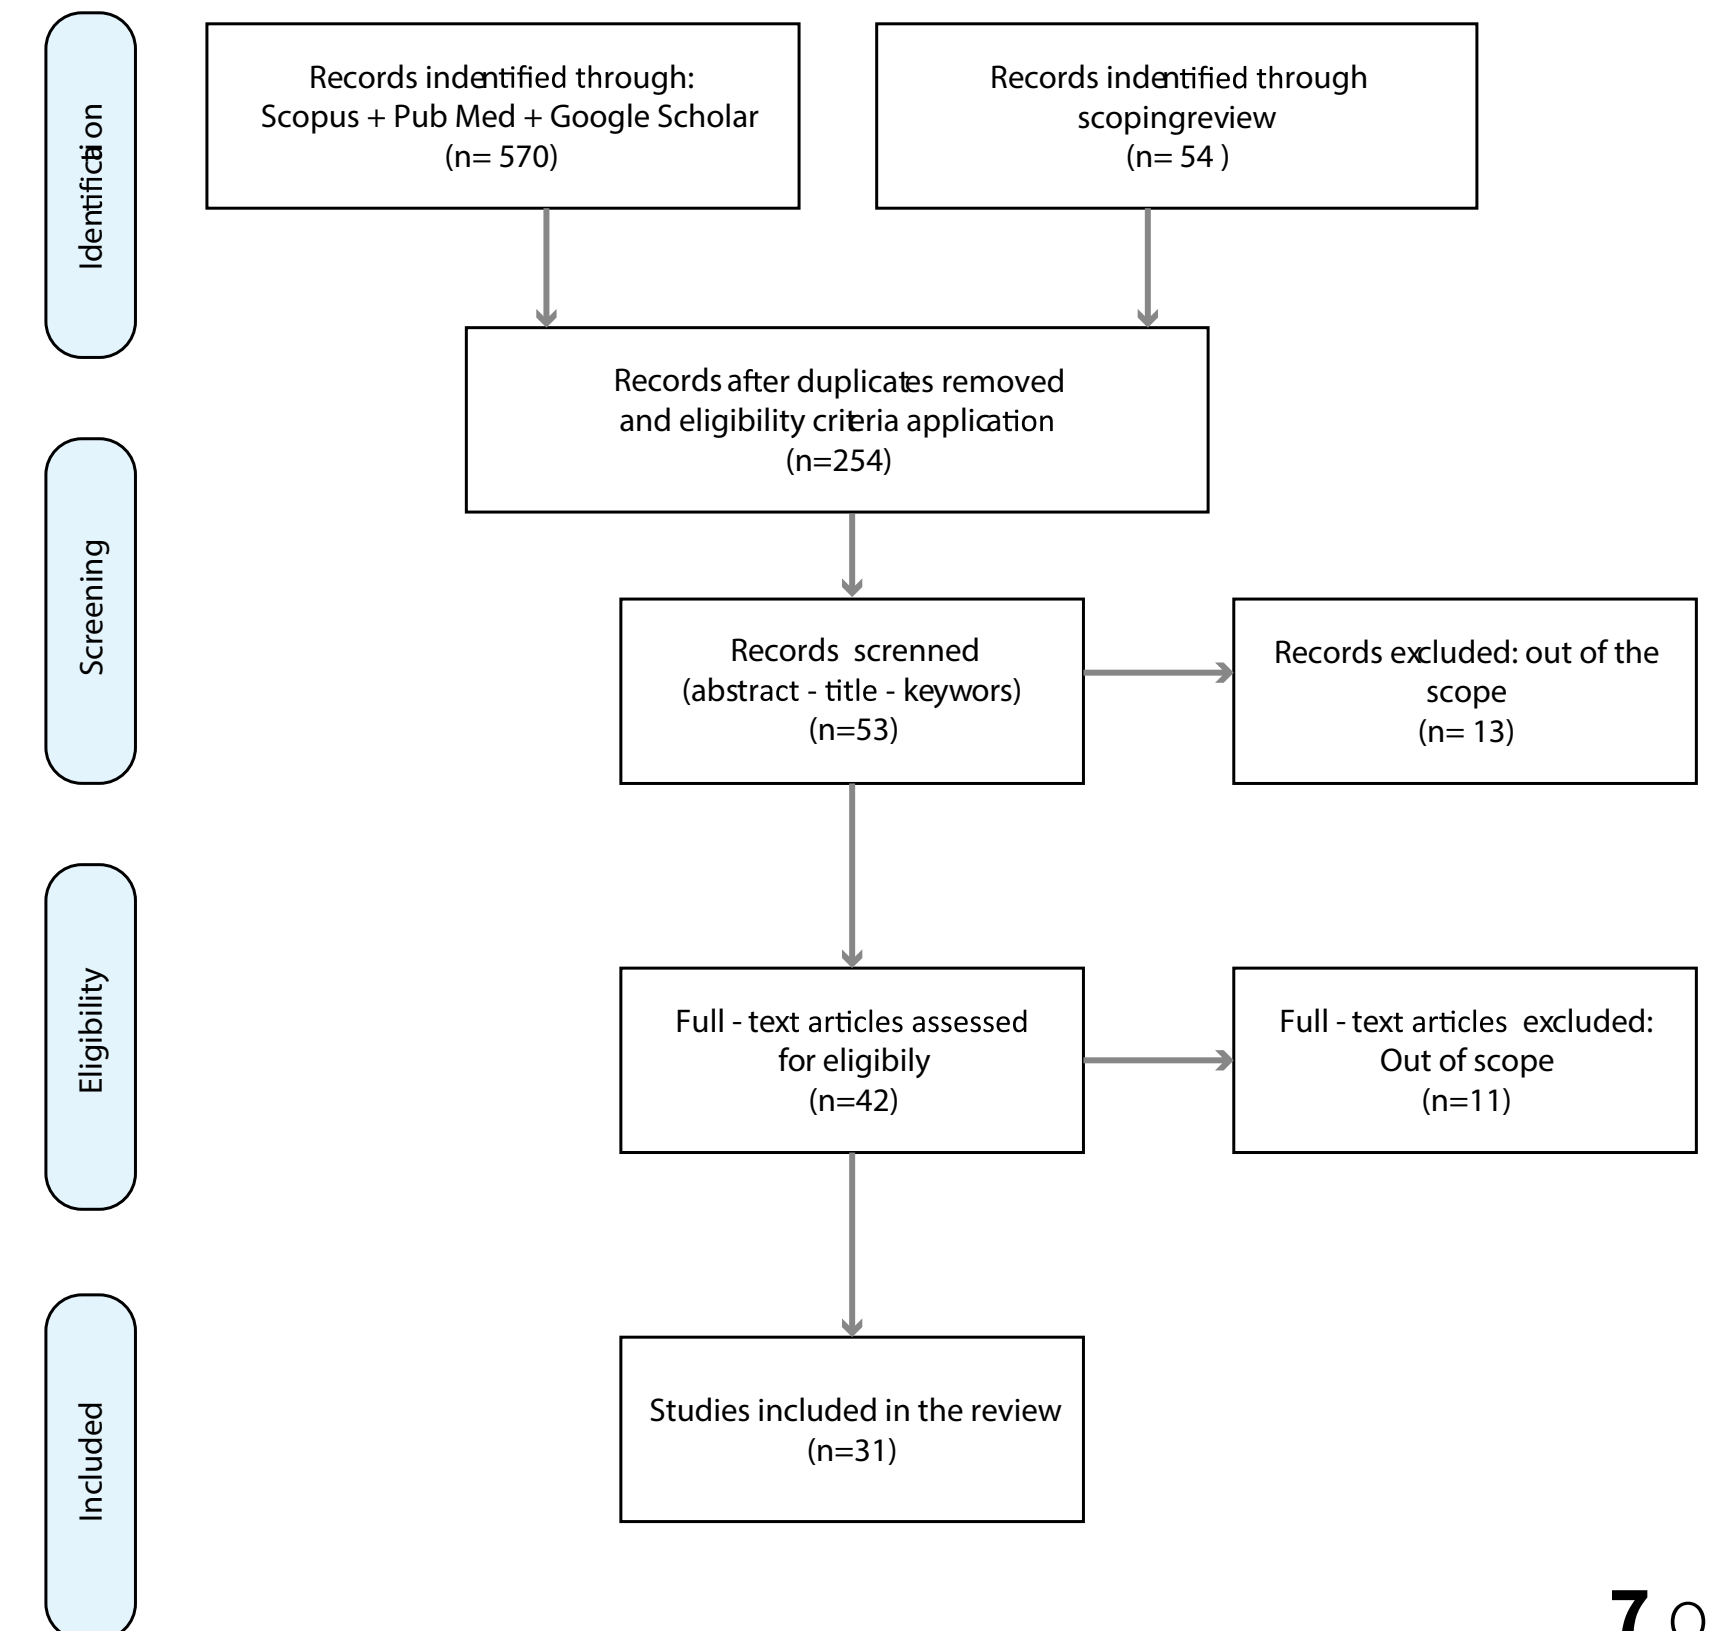 Identification
Records indentified through:
Scopus + Pub Med + Google Scholar
(n= 570)
Records indentified through
scopingreview
(n= 54 )
Records after duplicates removed
and eligibility criteria application
(n=254)
Screening
Records screnned
(abstract - title - keywors)
(n=53)
Records excluded: out of the
scope
(n= 13)
Eligibility
Full - text articles assessed
for eligibily
(n=42)
Full - text articles excluded:
Out of scope
(n=11)
Included
Studies included in the review
(n=31)